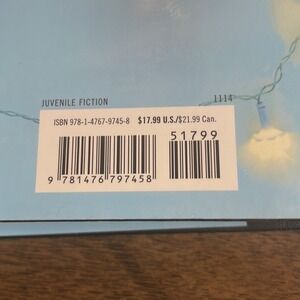 JUVENILE FICTION 1114
ISBN 978-1-4767-9745-8 $17.99 U.S./$21.99 Can.
51799
9 781476 797458